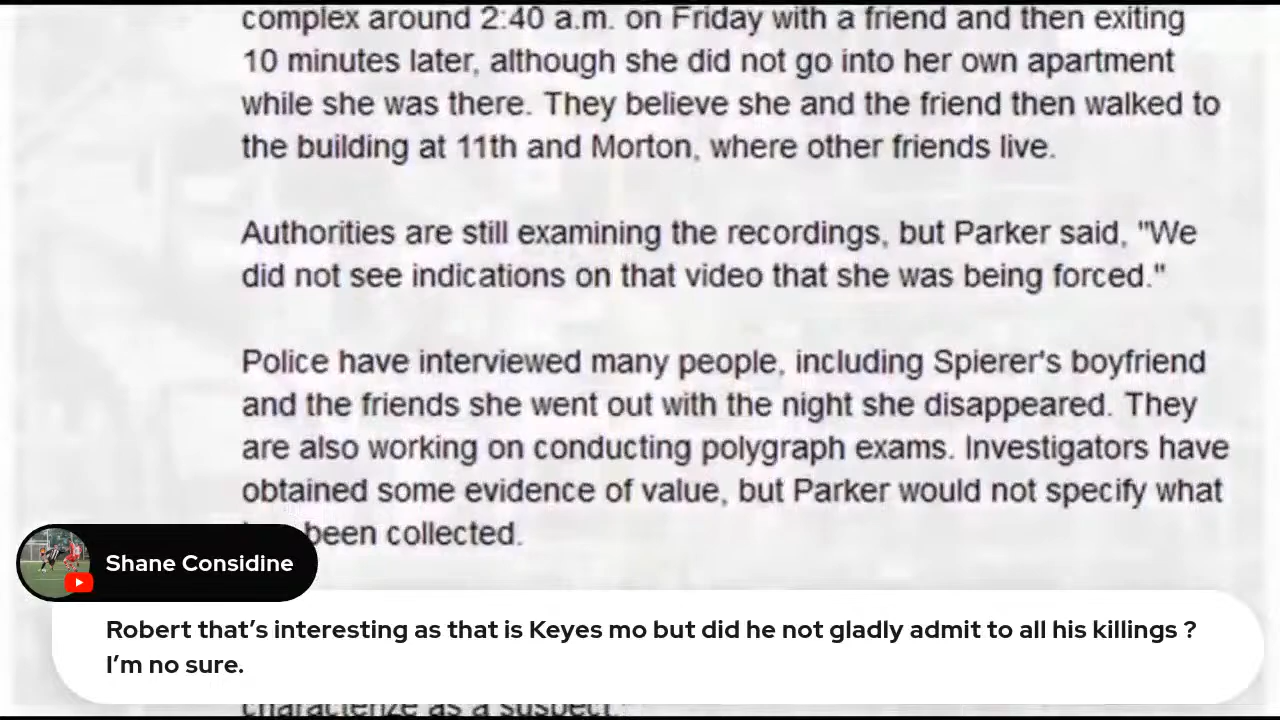 complex around 2:40 a.m. on Friday with a friend and then exiting
10 minutes later, although she did not go into her own apartment
while she was there. They believe she and the friend then walked to
the building at 11th and Morton, where other friends live.
Authorities are still examining the recordings, but Parker said, "We
did not see indications on that video that she was being forced."
Police have interviewed many people, including Spierer's boyfriend
and the friends she went out with the night she disappeared. They
are also working on conducting polygraph exams. Investigators have
obtained some evidence of value, but Parker would not specify what
been collected.
Shane Considine
Robert that’s interesting as that is Keyes mo but did he not gladly admit to all his killings ?
I’m no sure.
characterize as a suspect."